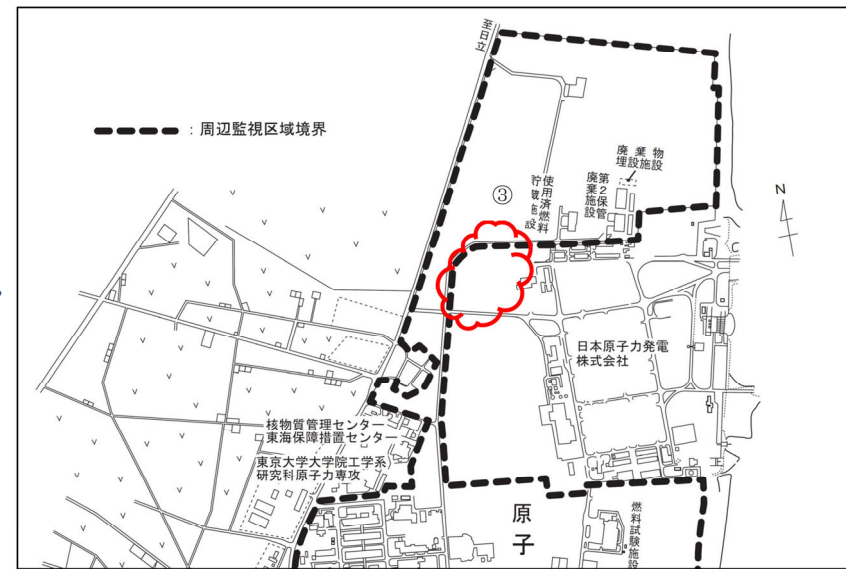 至日立
：周辺監視区域境界
廃棄物
埋設施設
第2保管
廃棄施設
使用済燃料
貯蔵施設
③
N
日本原子力発電
株式会社
核物質管理センター
東海保障措置センター
東京大学大学院工学系
研究科原子力専攻
原子
燃料試験施設